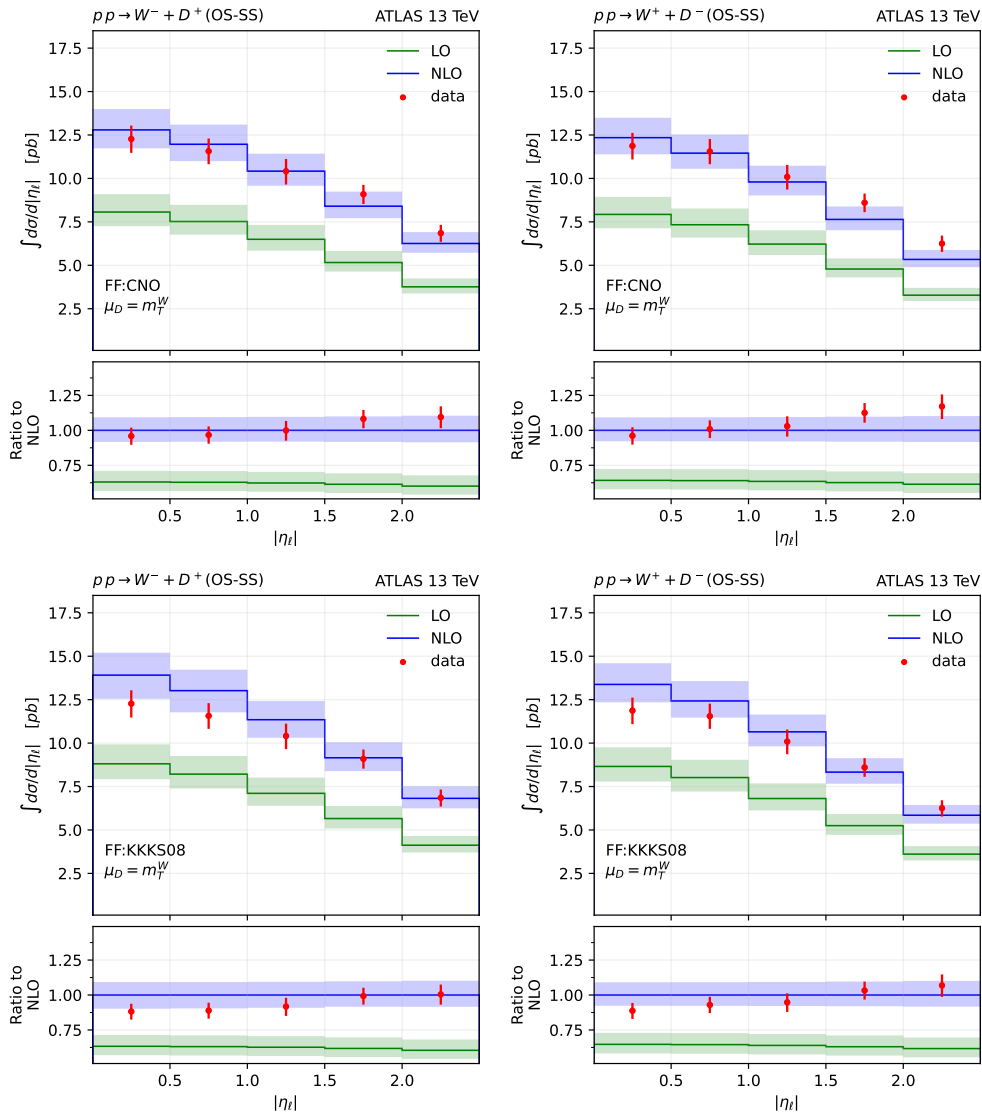 p p → W⁻ + D⁺ (OS-SS) ATLAS 13 TeV
∫dσ/d|ηℓ| [pb]
17.5
15.0
12.5
10.0
7.5
5.0
2.5
LO
NLO
data
FF:CNO
μ_D = m_T^W
Ratio to
NLO
1.25
1.00
0.75
0.5 1.0 1.5 2.0
|ηℓ|
p p → W⁺ + D⁻ (OS-SS) ATLAS 13 TeV
∫dσ/d|ηℓ| [pb]
17.5
15.0
12.5
10.0
7.5
5.0
2.5
LO
NLO
data
FF:CNO
μ_D = m_T^W
Ratio to
NLO
1.25
1.00
0.75
0.5 1.0 1.5 2.0
|ηℓ|
p p → W⁻ + D⁺ (OS-SS) ATLAS 13 TeV
∫dσ/d|ηℓ| [pb]
17.5
15.0
12.5
10.0
7.5
5.0
2.5
LO
NLO
data
FF:KKKS08
μ_D = m_T^W
Ratio to
NLO
1.25
1.00
0.75
0.5 1.0 1.5 2.0
|ηℓ|
p p → W⁺ + D⁻ (OS-SS) ATLAS 13 TeV
∫dσ/d|ηℓ| [pb]
17.5
15.0
12.5
10.0
7.5
5.0
2.5
LO
NLO
data
FF:KKKS08
μ_D = m_T^W
Ratio to
NLO
1.25
1.00
0.75
0.5 1.0 1.5 2.0
|ηℓ|